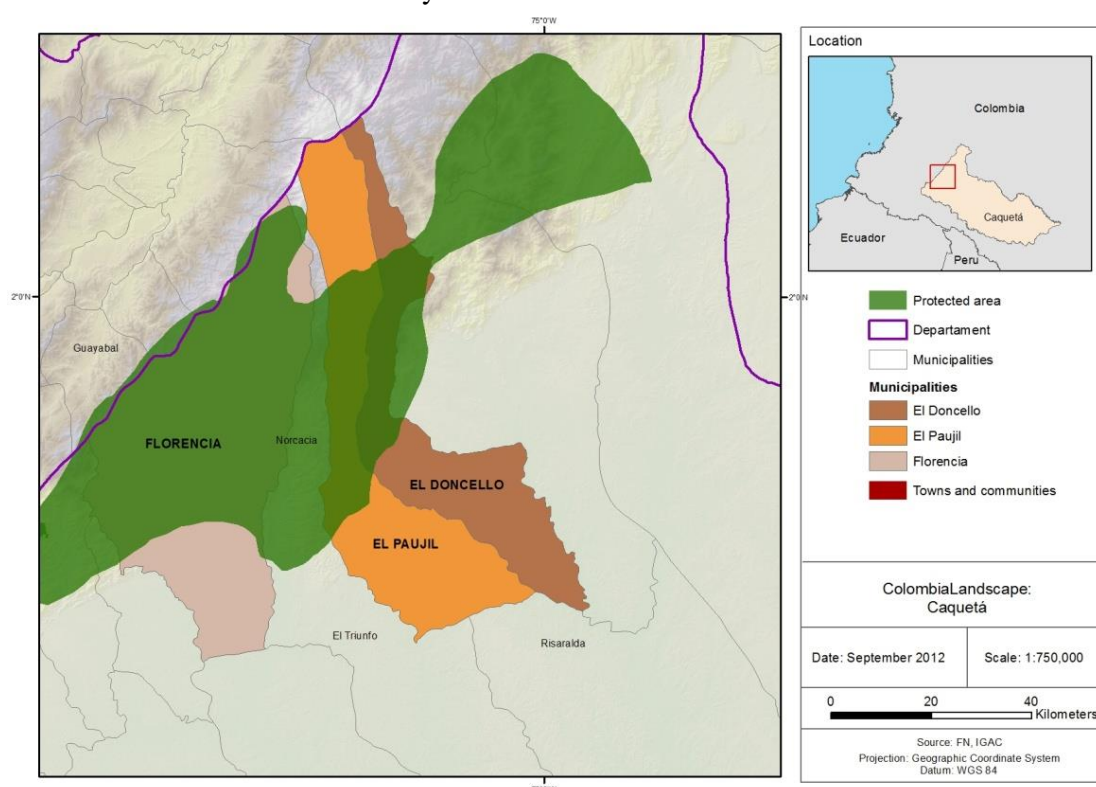 75°0'W
2°0'N
2°0'N
Guayabal
FLORENCIA
Norcacia
EL DONCELLO
EL PAUJIL
El Triunfo
Risaralda
Location
Colombia
Caquetá
Ecuador
Peru
Protected area
Departament
Municipalities
Municipalities
El Doncello
El Paujil
Florencia
Towns and communities
ColombiaLandscape:
Caquetá
Date: September 2012
Scale: 1:750,000
0 20 40
Kilometers
Source: FN, IGAC
Projection: Geographic Coordinate System
Datum: WGS 84